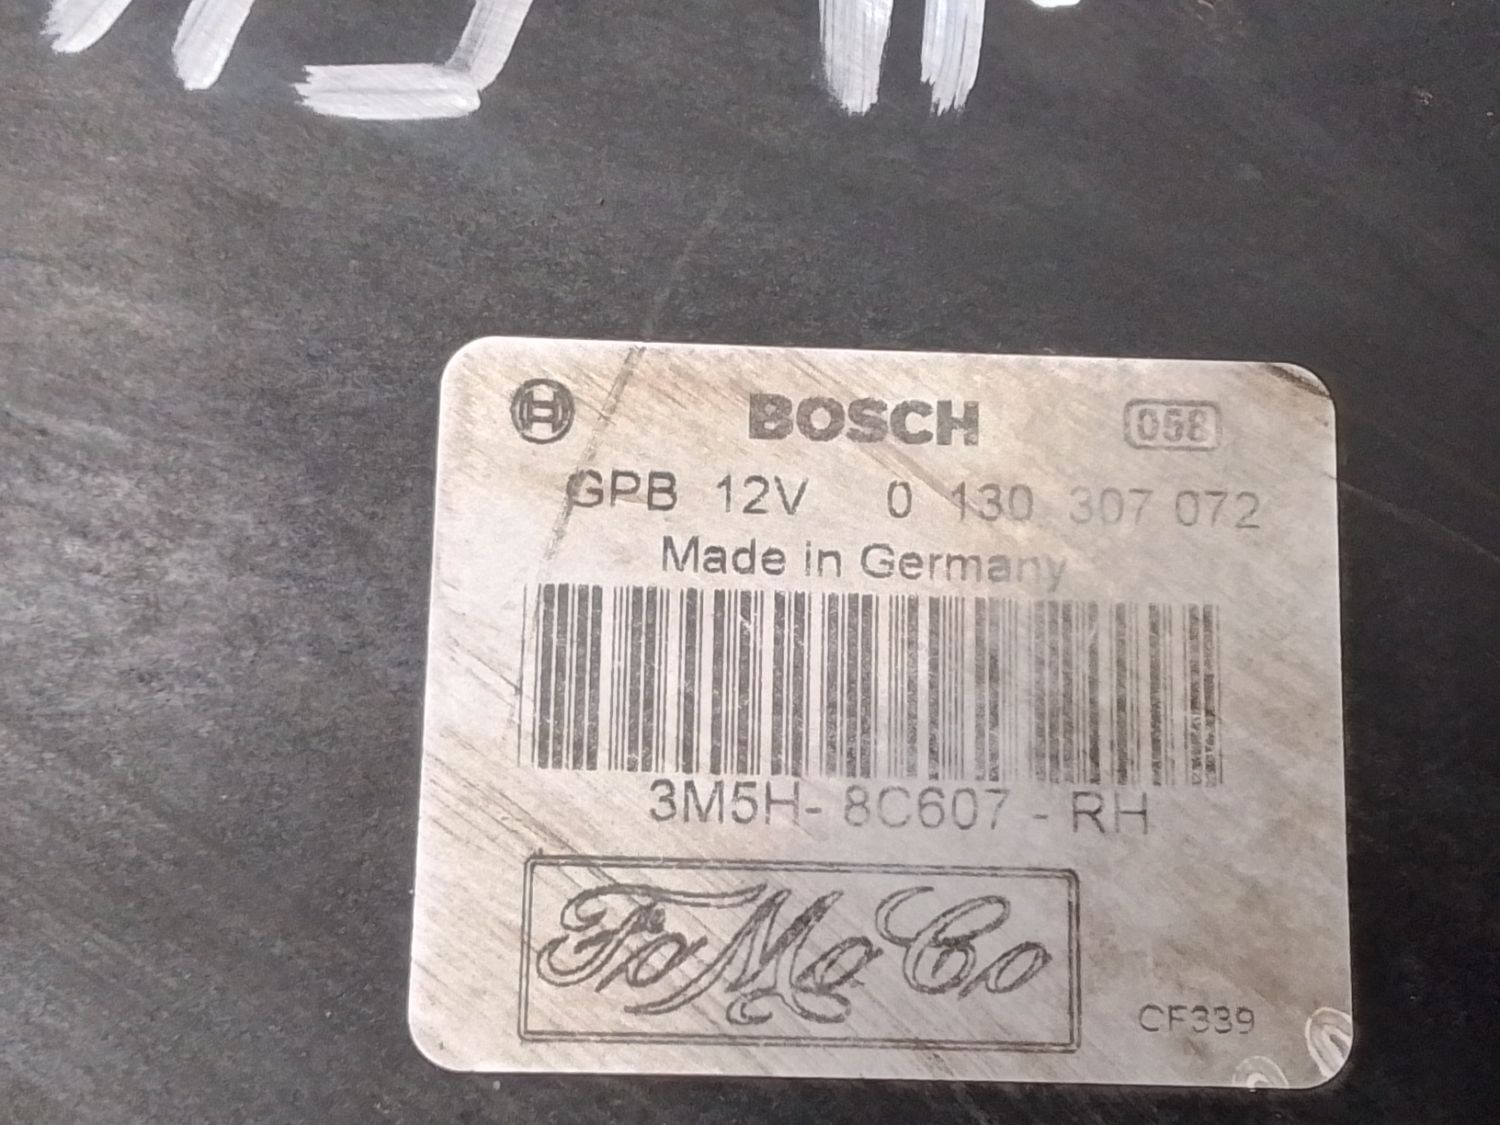 BOSCH 058
GPB 12V 0 130 307 072
Made in Germany
3M5H- 8C607 - RH
FoMoCo
CF339